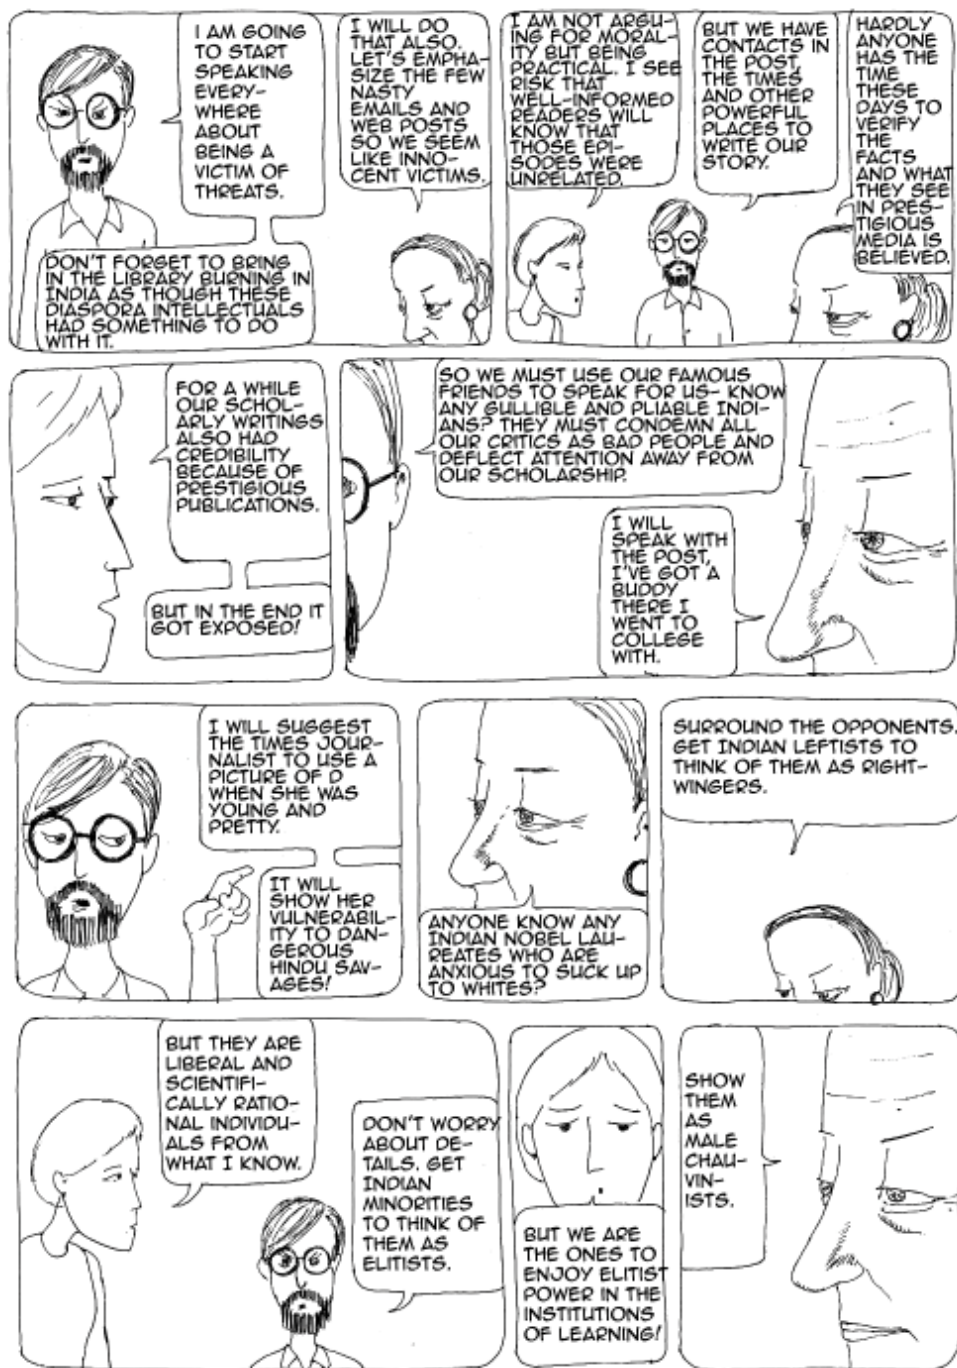 I AM GOING
TO START
SPEAKING
EVERY-
WHERE
ABOUT
BEING A
VICTIM OF
THREATS.
DON'T FORGET TO BRING
IN THE LIBRARY BURNING IN
INDIA AS THOUGH THESE
DIASPORA INTELLECTUALS
HAD SOMETHING TO DO
WITH IT.
I WILL DO
THAT ALSO.
LET'S EMPHA-
SIZE THE FEW
NASTY
EMAILS AND
WEB POSTS
SO WE SEEM
LIKE INNO-
CENT VICTIMS.
I AM NOT ARGU-
ING FOR MORAL-
ITY BUT BEING
PRACTICAL. I SEE
RISK THAT
WELL-INFORMED
READERS WILL
KNOW THAT
THOSE EPI-
SODES WERE
UNRELATED.
BUT WE HAVE
CONTACTS IN
THE POST,
THE TIMES
AND OTHER
POWERFUL
PLACES TO
WRITE OUR
STORY.
HARDLY
ANYONE
HAS THE
TIME
THESE
DAYS TO
VERIFY
THE
FACTS
AND WHAT
THEY SEE
IN PRES-
TIGIOUS
MEDIA IS
BELIEVED.
FOR A WHILE
OUR SCHOL-
ARLY WRITINGS
ALSO HAD
CREDIBILITY
BECAUSE OF
PRESTIGIOUS
PUBLICATIONS.
BUT IN THE END IT
GOT EXPOSED!
SO WE MUST USE OUR FAMOUS
FRIENDS TO SPEAK FOR US- KNOW
ANY GULLIBLE AND PLIABLE INDI-
ANS? THEY MUST CONDEMN ALL
OUR CRITICS AS BAD PEOPLE AND
DEFLECT ATTENTION AWAY FROM
OUR SCHOLARSHIP.
I WILL
SPEAK WITH
THE POST,
I'VE GOT A
BUDDY
THERE I
WENT TO
COLLEGE
WITH.
I WILL SUGGEST
THE TIMES JOUR-
NALIST TO USE A
PICTURE OF D
WHEN SHE WAS
YOUNG AND
PRETTY.
IT WILL
SHOW HER
VULNERABIL-
ITY TO DAN-
GEROUS
HINDU SAV-
AGES!
ANYONE KNOW ANY
INDIAN NOBEL LAU-
REATES WHO ARE
ANXIOUS TO SUCK UP
TO WHITES?
SURROUND THE OPPONENTS.
GET INDIAN LEFTISTS TO
THINK OF THEM AS RIGHT-
WINGERS.
BUT THEY ARE
LIBERAL AND
SCIENTIFI-
CALLY RATIO-
NAL INDIVIDU-
ALS FROM
WHAT I KNOW.
DON'T WORRY
ABOUT DE-
TAILS. GET
INDIAN
MINORITIES
TO THINK OF
THEM AS
ELITISTS.
BUT WE ARE
THE ONES TO
ENJOY ELITIST
POWER IN THE
INSTITUTIONS
OF LEARNING!
SHOW
THEM
AS
MALE
CHAU-
VIN-
ISTS.